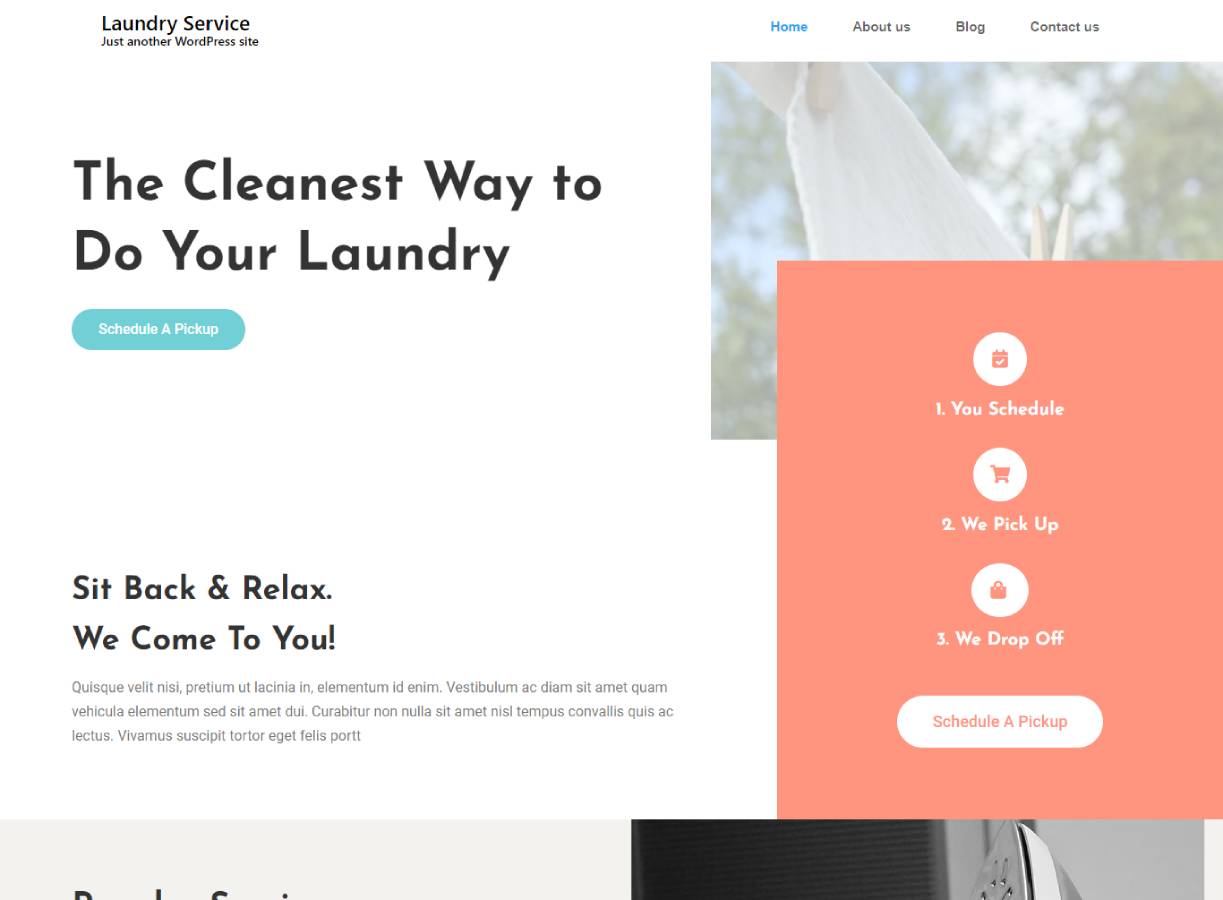 Laundry Service
Just another WordPress site
Home
About us
Blog
Contact us
The Cleanest Way to
Do Your Laundry
Schedule A Pickup
1. You Schedule
2. We Pick Up
3. We Drop Off
Schedule A Pickup
Sit Back & Relax.
We Come To You!
Quisque velit nisi, pretium ut lacinia in, elementum id enim. Vestibulum ac diam sit amet quam
vehicula elementum sed sit amet dui. Curabitur non nulla sit amet nisl tempus convallis quis ac
lectus. Vivamus suscipit tortor eget felis portt